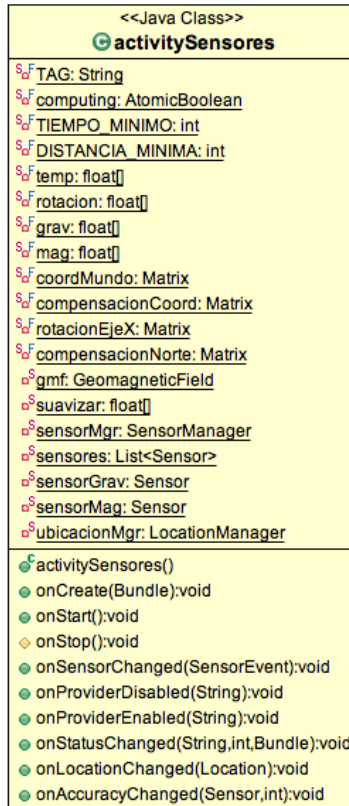 <<Java Class>>
activitySensores
TAG: String
computing: AtomicBoolean
TIEMPO_MINIMO: int
DISTANCIA_MINIMA: int
temp: float[]
rotacion: float[]
grav: float[]
mag: float[]
coordMundo: Matrix
compensacionCoord: Matrix
rotacionEjeX: Matrix
compensacionNorte: Matrix
gmf: GeomagneticField
suavizar: float[]
sensorMgr: SensorManager
sensores: List<Sensor>
sensorGrav: Sensor
sensorMag: Sensor
ubicacionMgr: LocationManager
activitySensores()
onCreate(Bundle):void
onStart():void
onStop():void
onSensorChanged(SensorEvent):void
onProviderDisabled(String):void
onProviderEnabled(String):void
onStatusChanged(String,int,Bundle):void
onLocationChanged(Location):void
onAccuracyChanged(Sensor,int):void